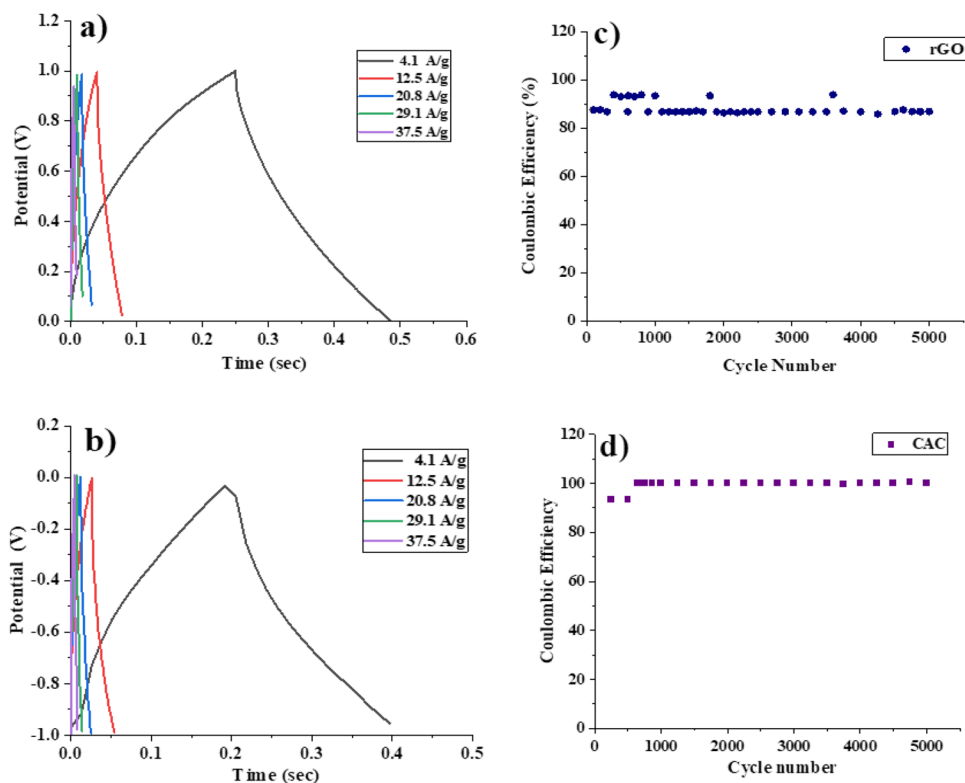 a)
4.1 A/g
12.5 A/g
20.8 A/g
29.1 A/g
37.5 A/g
Potential (V)
1.2
1.0
0.8
0.6
0.4
0.2
0.0
0.0 0.1 0.2 0.3 0.4 0.5 0.6
Time (sec)
c)
rGO
Coulombic Efficiency (%)
120
100
80
60
40
20
0
0 1000 2000 3000 4000 5000
Cycle Number
b)
4.1 A/g
12.5 A/g
20.8 A/g
29.1 A/g
37.5 A/g
Potential (V)
0.2
0.0
-0.2
-0.4
-0.6
-0.8
-1.0
0.0 0.1 0.2 0.3 0.4 0.5
Time (sec)
d)
CAC
Coulombic Efficiency
120
100
80
60
40
20
0
0 1000 2000 3000 4000 5000
Cycle number